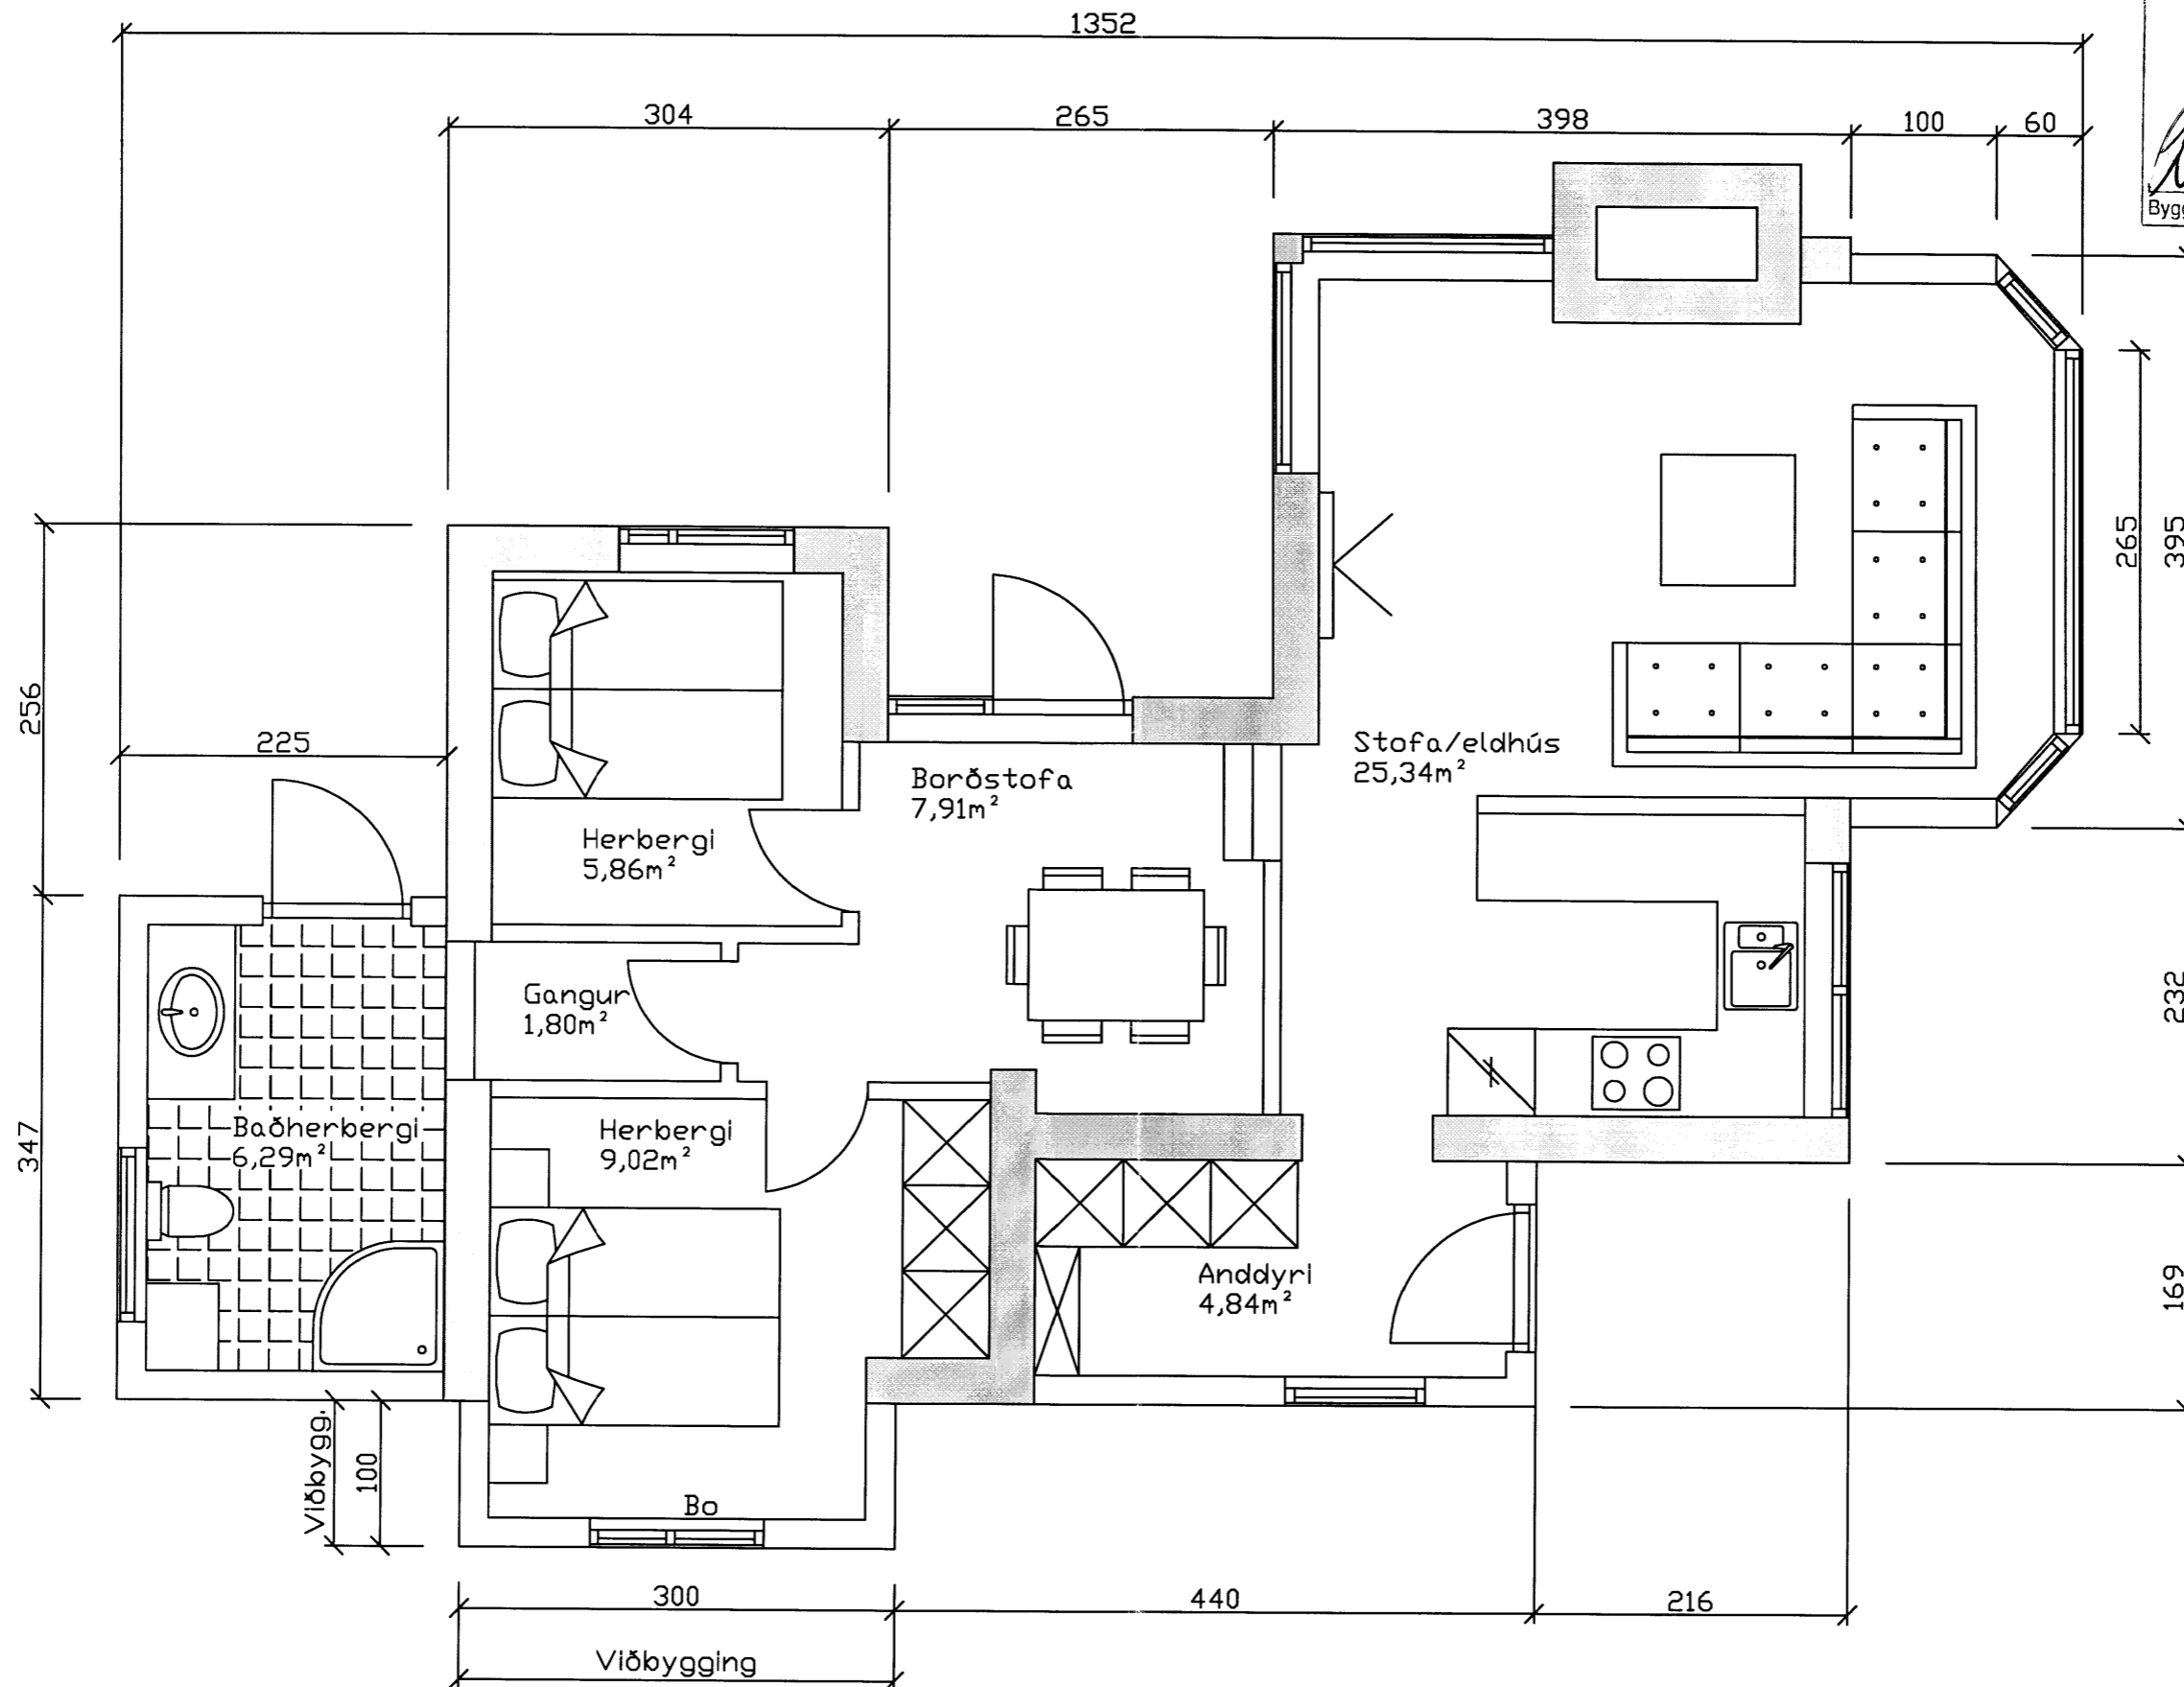 1352
304
265
398
100
60
Bygg
256
225
265
395
Stofa/eldhús
25,34m²
Borðstofa
7,91m²
Herbergi
5,86m²
Gangur
1,80m²
232
347
Baðherbergi
6,29m²
Herbergi
9,02m²
Anddyri
4,84m²
169
Viðbygg.
100
Bo
300
440
216
Viðbygging